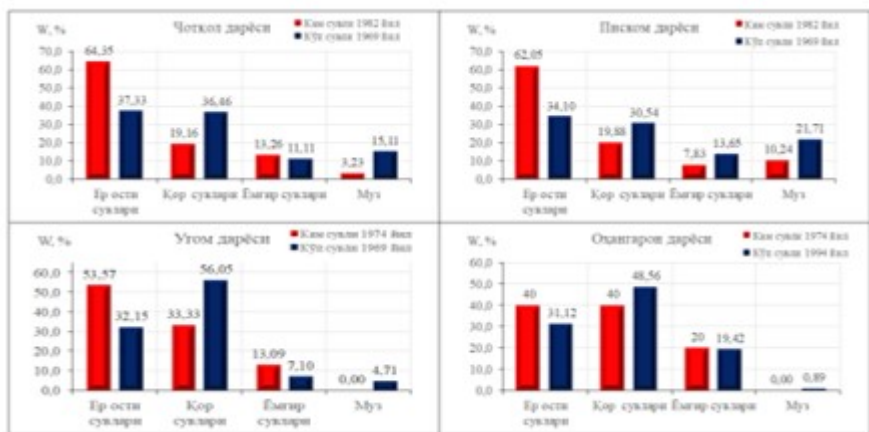 W, %
Чотқол дарёси
Кам сувли 1982 йил
Кўп сувли 1969 йил
70,0
60,0
50,0
40,0
30,0
20,0
10,0
0,0
64,35
37,33
19,16
36,46
13,26
11,11
3,23
15,11
Ер ости сувлари
Қор сувлари
Ёмғир сувлари
Муз
W, %
Писком дарёси
Кам сувли 1982 йил
Кўп сувли 1969 йил
70,0
60,0
50,0
40,0
30,0
20,0
10,0
0,0
62,05
34,10
19,88
30,54
7,83
13,65
10,24
21,71
Ер ости сувлари
Қор сувлари
Ёмғир сувлари
Муз
W, %
Угом дарёси
Кам сувли 1974 йил
Кўп сувли 1969 йил
60,0
50,0
40,0
30,0
20,0
10,0
0,0
53,57
32,15
33,33
56,05
13,09
7,10
0,00
4,71
Ер ости сувлари
Қор сувлари
Ёмғир сувлари
Муз
W, %
Оҳангарон дарёси
Кам сувли 1974 йил
Кўп сувли 1994 йил
60,0
50,0
40,0
30,0
20,0
10,0
0,0
40
31,12
40
48,56
20
19,42
0,00
0,89
Ер ости сувлари
Қор сувлари
Ёмғир сувлари
Муз